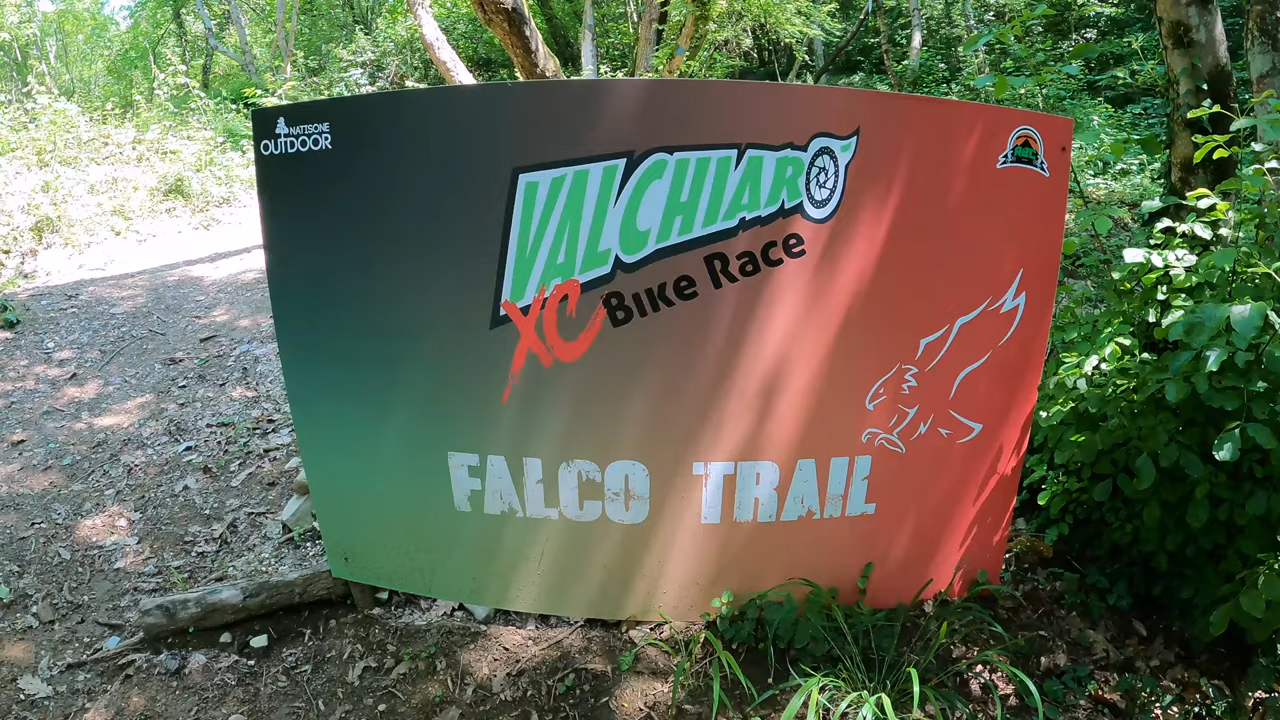 NATISONE
OUTDOOR
VALCHIARO
XC BIKE RACE
FALCO TRAIL